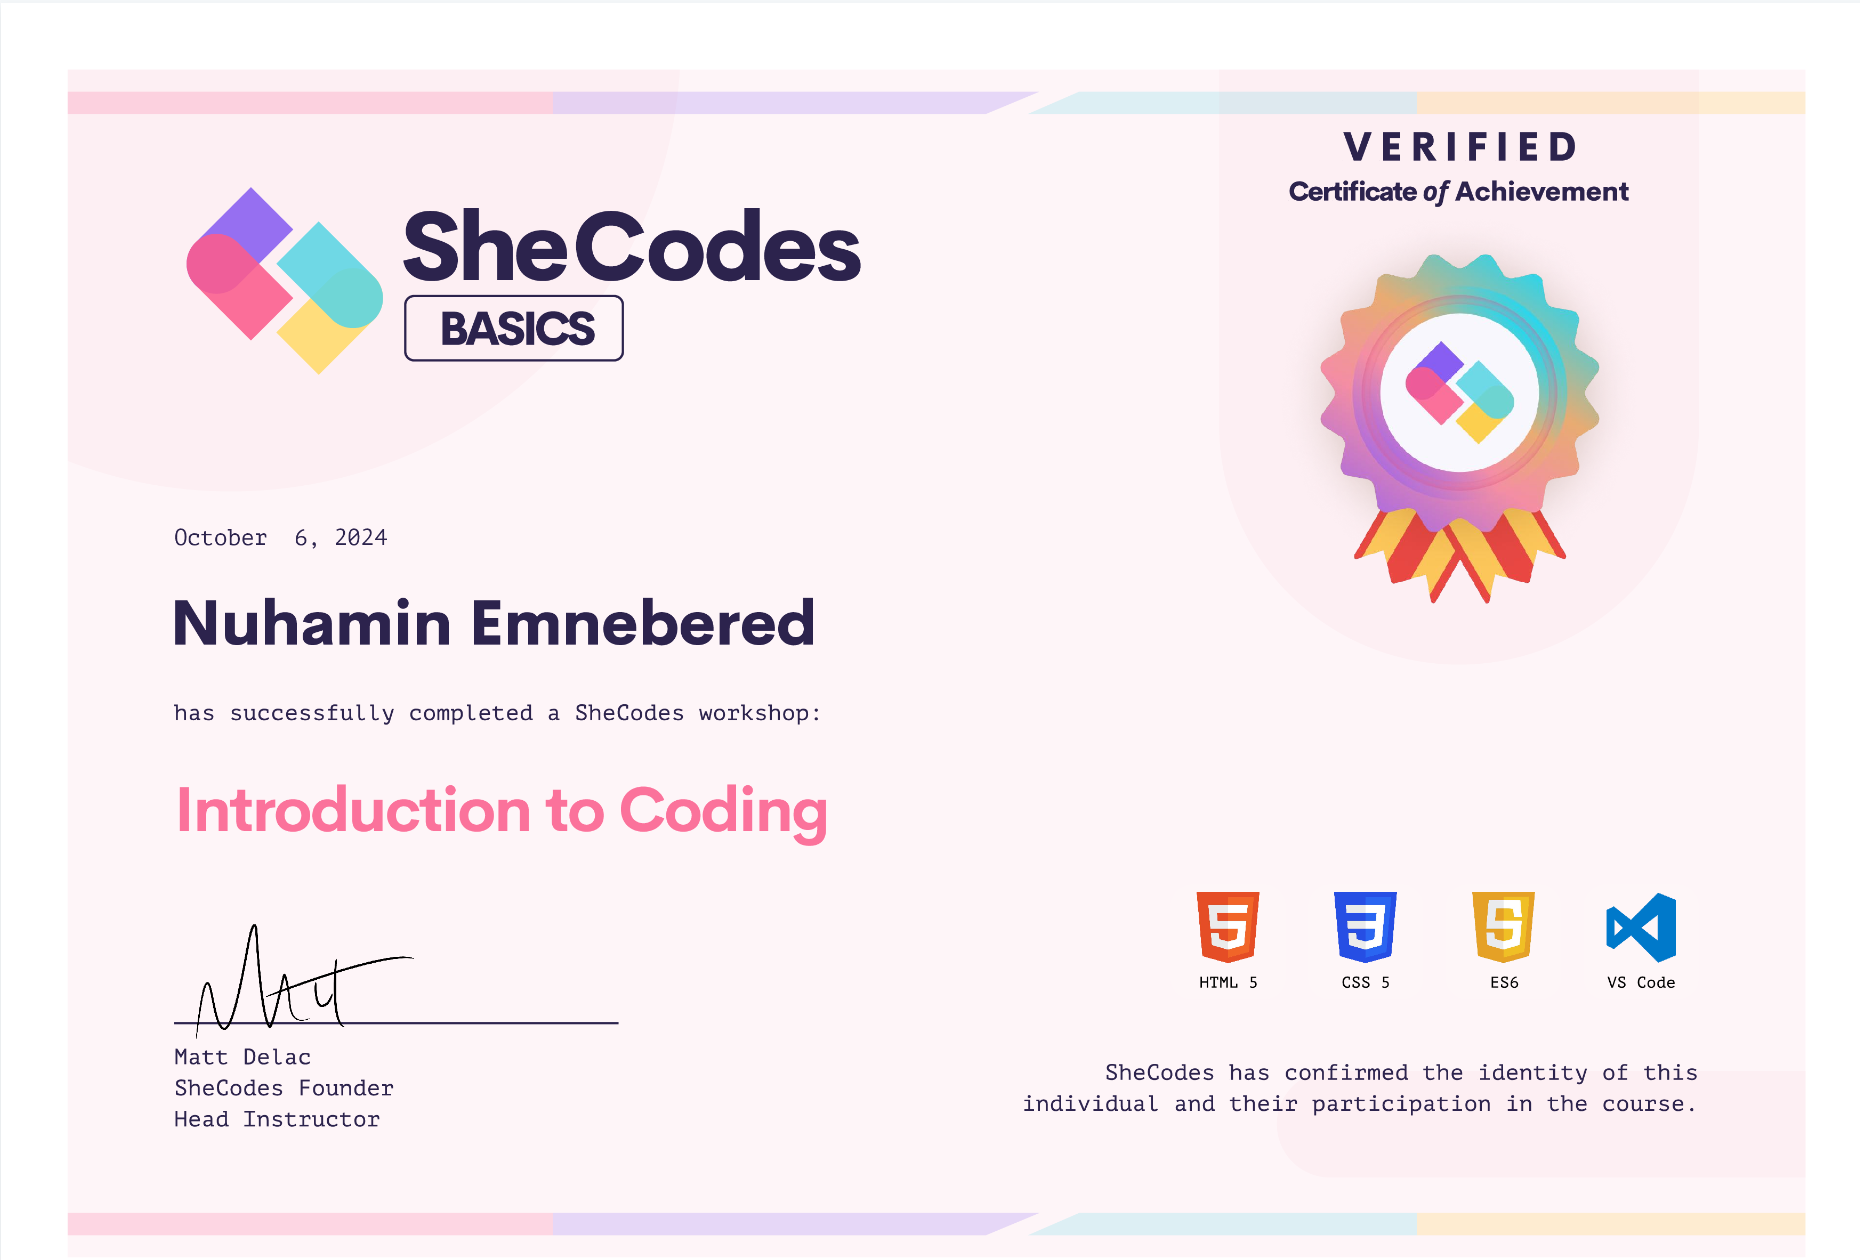 VERIFIED
Certificate of Achievement
SheCodes
BASICS
October  6, 2024
Nuhamin Emnebered
has successfully completed a SheCodes workshop:
Introduction to Coding
HTML 5
CSS 5
ES6
VS Code
Matt
Matt Delac
SheCodes Founder
Head Instructor
SheCodes has confirmed the identity of this
individual and their participation in the course.